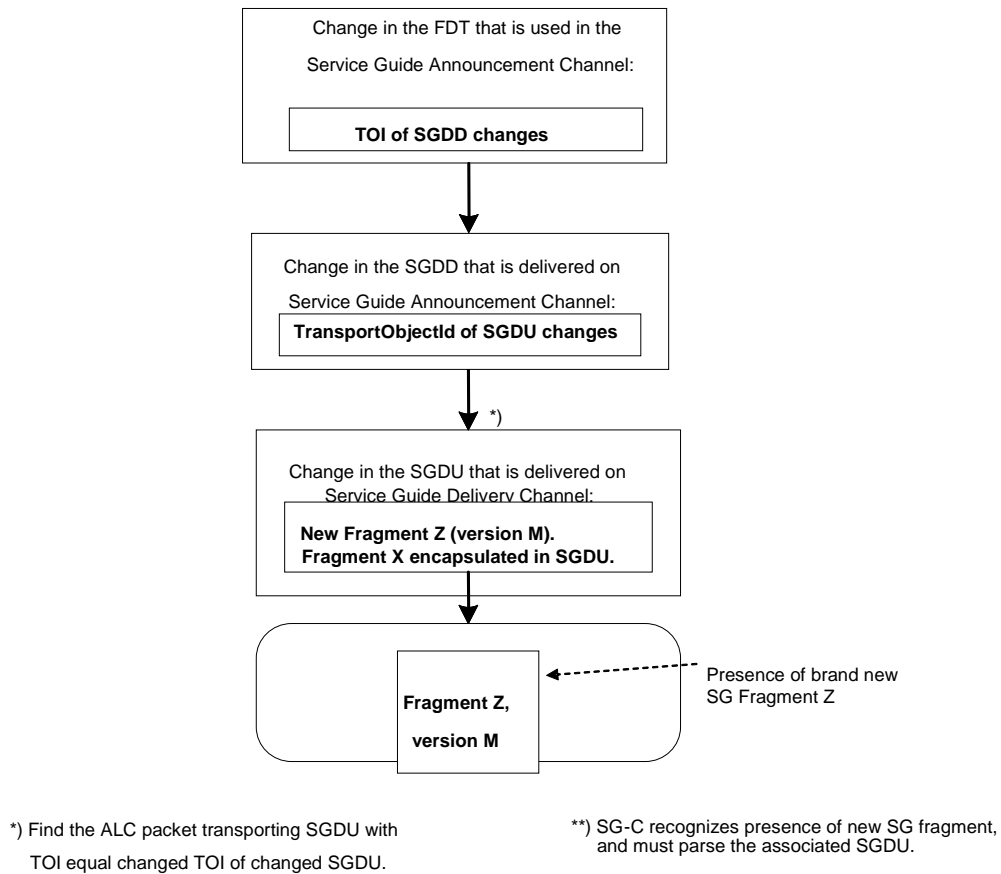 Change in the FDT that is used in the
Service Guide Announcement Channel:
TOI of SGDD changes
Change in the SGDD that is delivered on
Service Guide Announcement Channel:
TransportObjectId of SGDU changes
*)
Change in the SGDU that is delivered on
Service Guide Delivery Channel:
New Fragment Z (version M).
Fragment X encapsulated in SGDU.
Presence of brand new
SG Fragment Z
Fragment Z,
version M
*) Find the ALC packet transporting SGDU with
TOI equal changed TOI of changed SGDU.
**) SG-C recognizes presence of new SG fragment,
and must parse the associated SGDU.